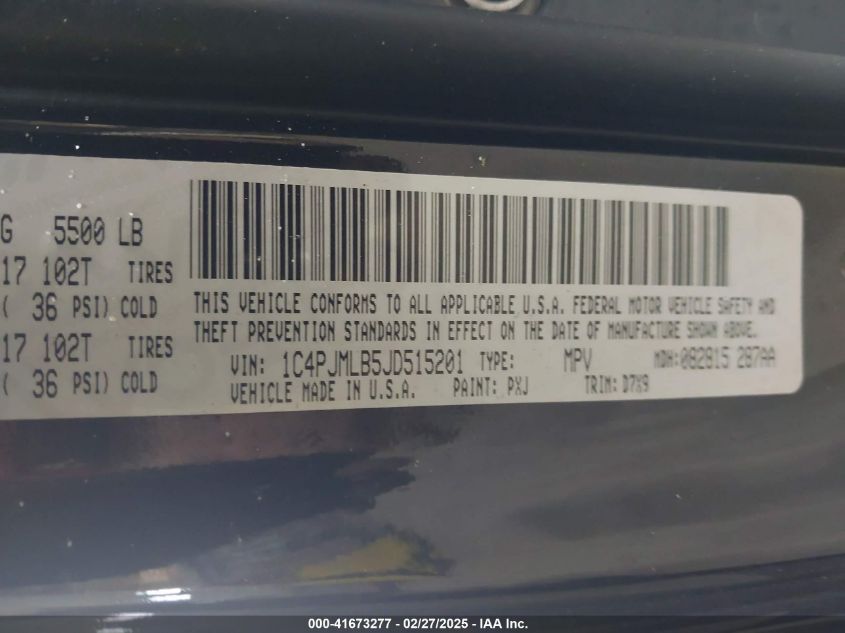 G 5500 LB
17 102T TIRES
( 36 PSI) COLD
17 102T TIRES
( 36 PSI) COLD
THIS VEHICLE CONFORMS TO ALL APPLICABLE U.S.A. FEDERAL MOTOR VEHICLE SAFETY AND
THEFT PREVENTION STANDARDS IN EFFECT ON THE DATE OF MANUFACTURE SHOWN ABOVE.
VIN: 1C4PJMLB5JD515201 TYPE: MPV MDH:082815 287AA
VEHICLE MADE IN U.S.A. PAINT: PXJ TRIM: D7X9
000-41673277 - 02/27/2025 - IAA Inc.